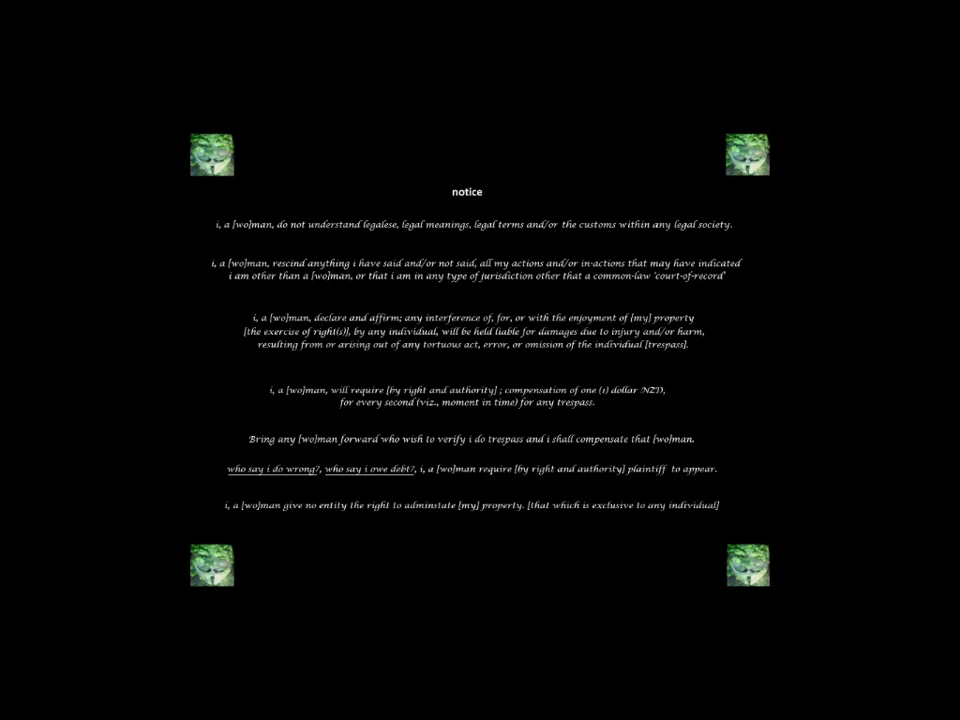 notice
i, a [wo]man, do not understand legalese, legal meanings, legal terms and/or the customs within any legal society.
i, a [wo]man, rescind anything i have said and/or not said, all my actions and/or in-actions that may have indicated
i am other than a [wo]man, or that i am in any type of jurisdiction other that a common-law 'court-of-record'
i, a [wo]man, declare and affirm; any interference of, for, or with the enjoyment of [my] property
[the exercise of right(s)], by any individual, will be held liable for damages due to injury and/or harm,
resulting from or arising out of any tortuous act, error, or omission of the individual [trespass].
i, a [wo]man, will require [by right and authority] ; compensation of one (1) dollar NZD,
for every second (viz., moment in time) for any trespass.
Bring any [wo]man forward who wish to verify i do trespass and i shall compensate that [wo]man.
who say i do wrong?, who say i owe debt?, i, a [wo]man require [by right and authority] plaintiff to appear.
i, a [wo]man give no entity the right to adminstate [my] property. [that which is exclusive to any individual]